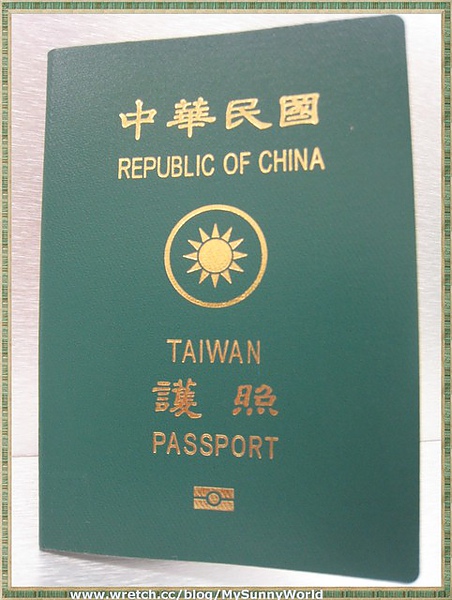 中華民國
REPUBLIC OF CHINA
TAIWAN
護照
PASSPORT
www.wretch.cc/blog/MySunnyWorld